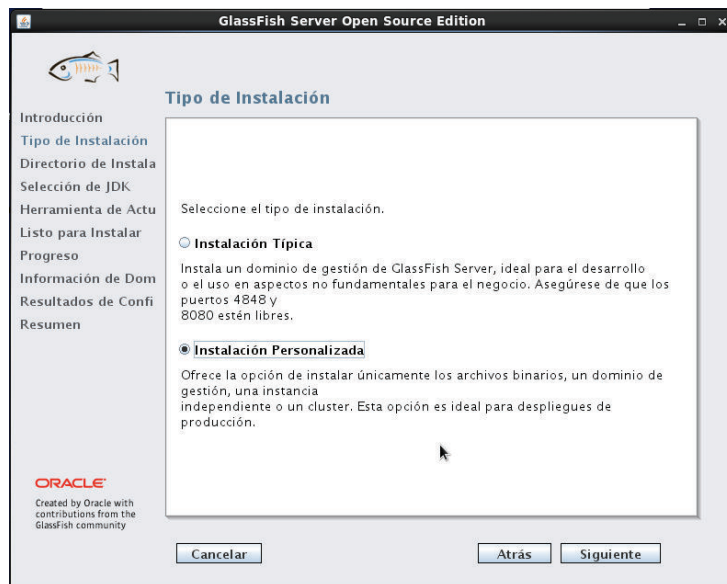 GlassFish Server Open Source Edition
Tipo de Instalación
Introducción
Tipo de Instalación
Directorio de Instala
Selección de JDK
Herramienta de Actu
Listo para Instalar
Progreso
Información de Dom
Resultados de Confi
Resumen
Seleccione el tipo de instalación.
Instalación Típica
Instala un dominio de gestión de GlassFish Server, ideal para el desarrollo
o el uso en aspectos no fundamentales para el negocio. Asegúrese de que los
puertos 4848 y
8080 estén libres.
Instalación Personalizada
Ofrece la opción de instalar únicamente los archivos binarios, un dominio de
gestión, una instancia
independiente o un cluster. Esta opción es ideal para despliegues de
producción.
ORACLE
Created by Oracle with
contributions from the
GlassFish community
Cancelar
Atrás
Siguiente